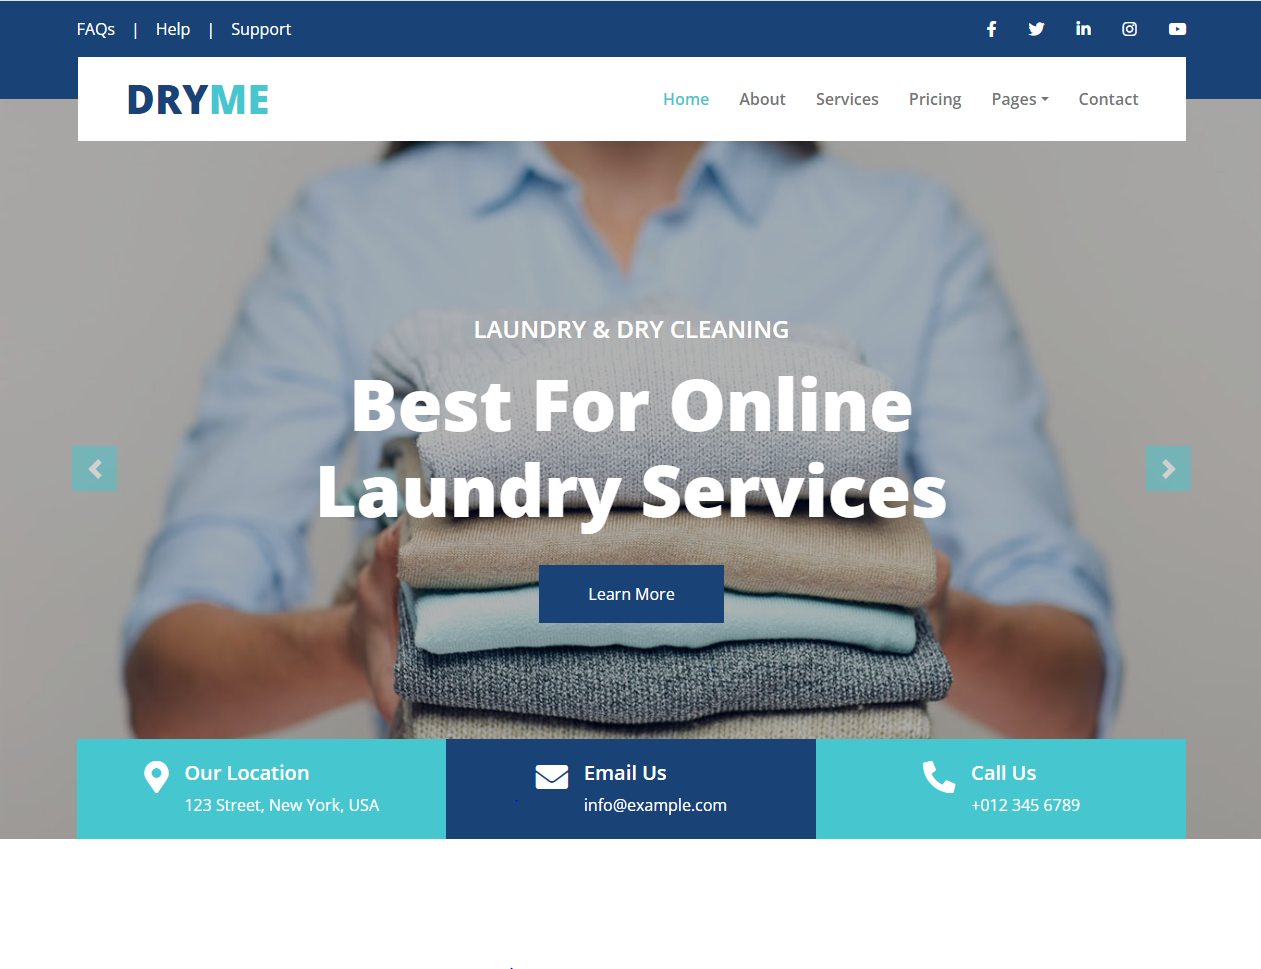 FAQs | Help | Support
DRYME
Home About Services Pricing Pages Contact
LAUNDRY & DRY CLEANING
Best For Online
Laundry Services
Learn More
Our Location
123 Street, New York, USA
Email Us
info@example.com
Call Us
+012 345 6789